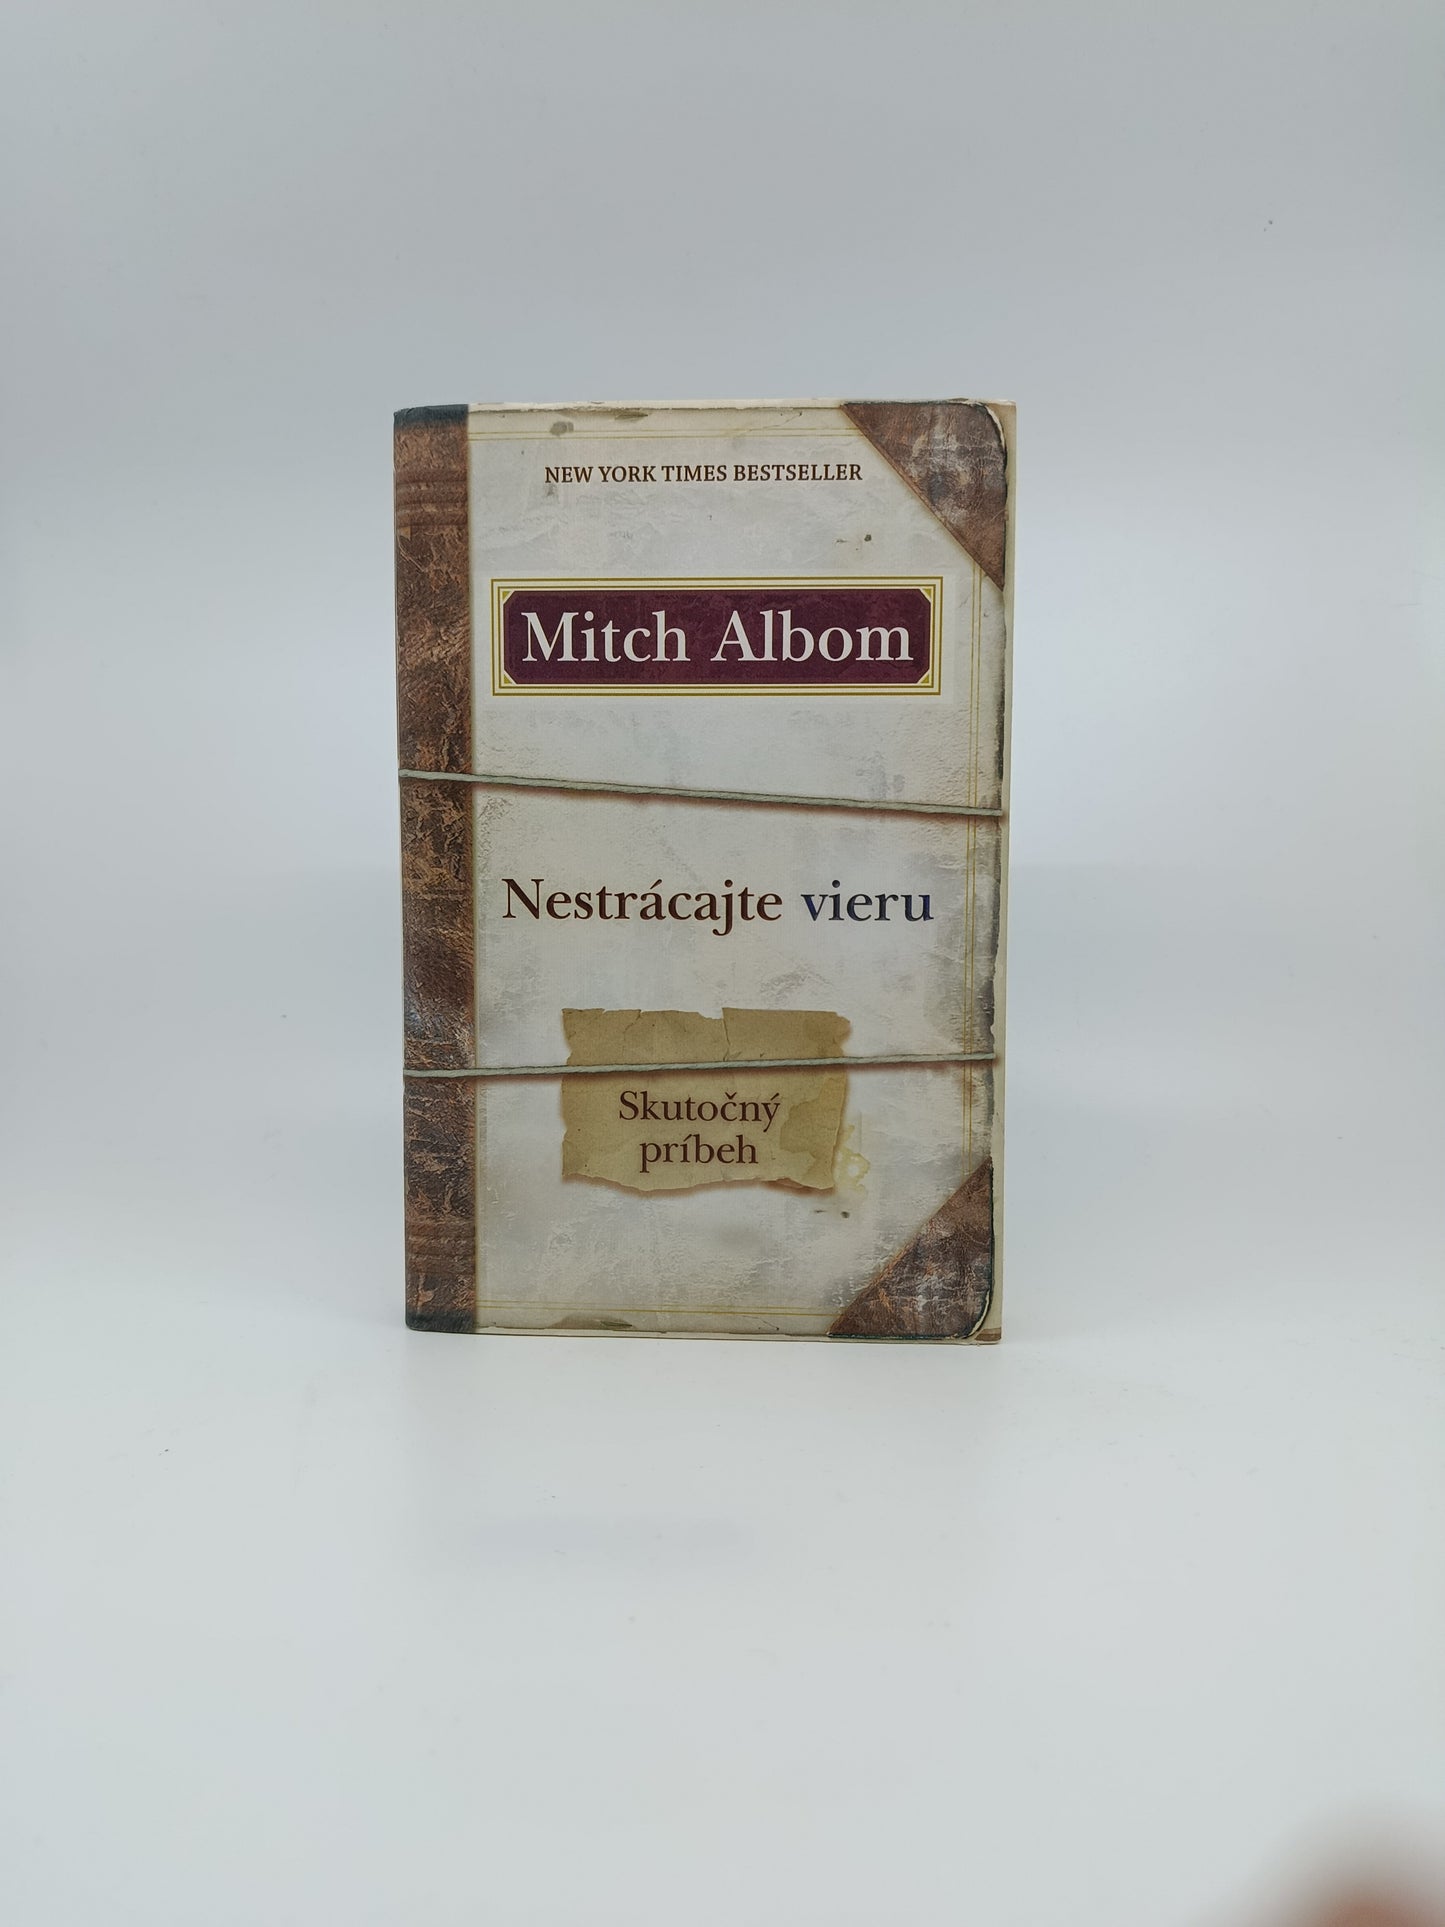 NEW YORK TIMES BESTSELLER
Mitch Albom
Nestrácajte vieru
Skutočný
príbeh